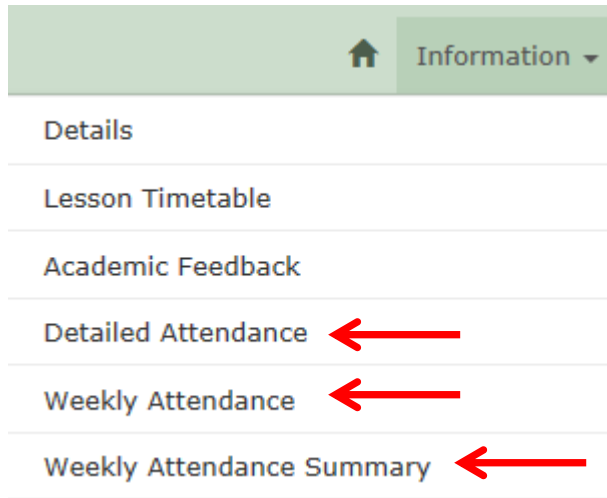 Information
Details
Lesson Timetable
Academic Feedback
Detailed Attendance
Weekly Attendance
Weekly Attendance Summary